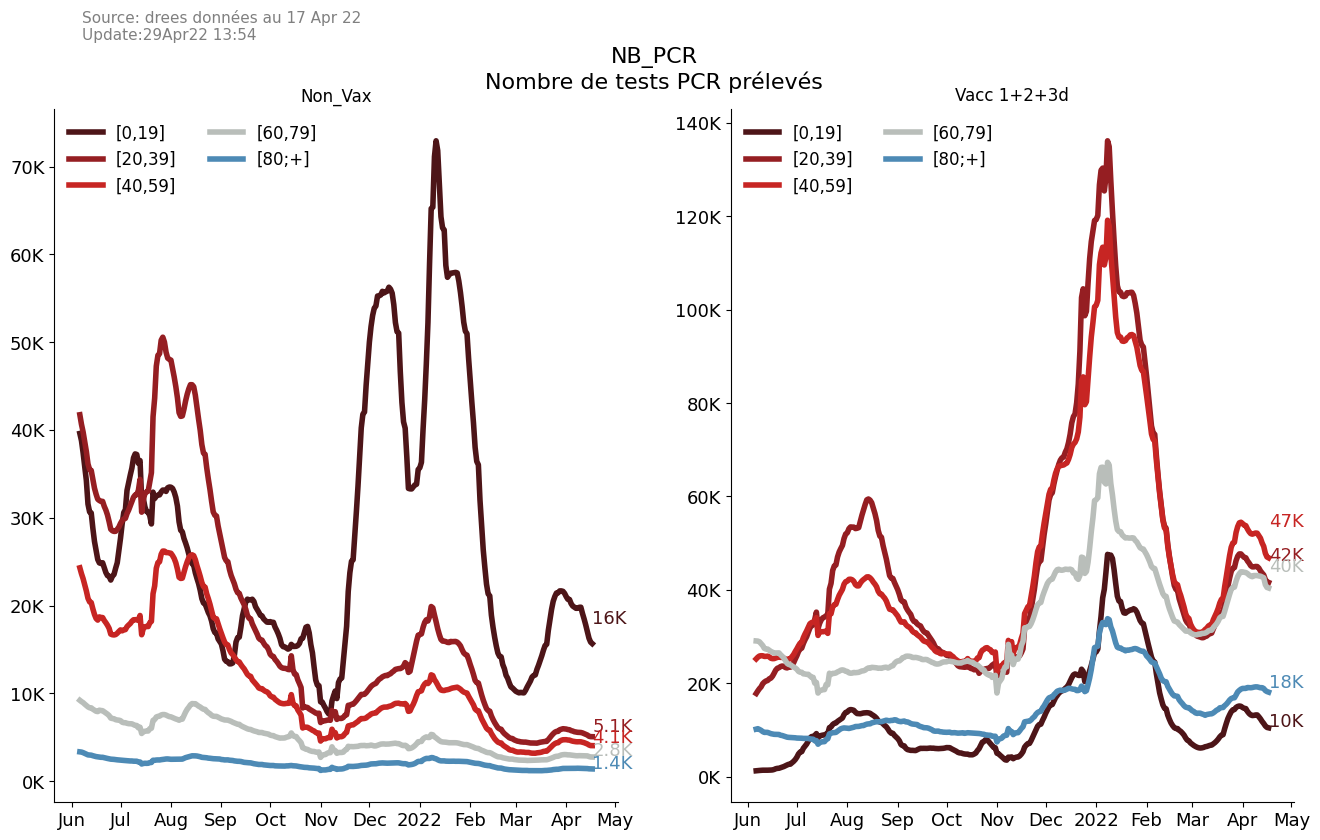 Source: drees données au 17 Apr 22
Update:29Apr22 13:54
NB_PCR
Nombre de tests PCR prélevés
Non_Vax
[0,19]
[20,39]
[40,59]
[60,79]
[80;+]
70K
60K
50K
40K
30K
20K
10K
0K
16K
5.1K
4.1K
2.8K
1.4K
Jun Jul Aug Sep Oct Nov Dec 2022 Feb Mar Apr May
Vacc 1+2+3d
[0,19]
[20,39]
[40,59]
[60,79]
[80;+]
140K
120K
100K
80K
60K
40K
20K
0K
47K
42K
40K
18K
10K
Jun Jul Aug Sep Oct Nov Dec 2022 Feb Mar Apr May